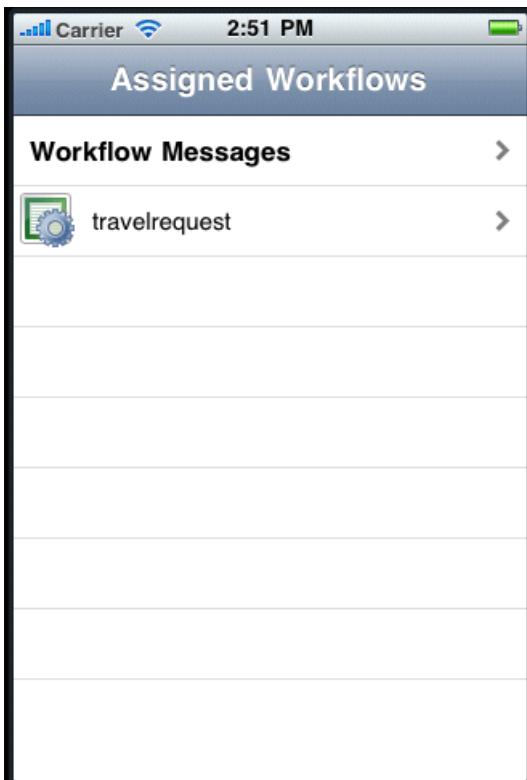 Carrier 2:51 PM
Assigned Workflows
Workflow Messages
travelrequest